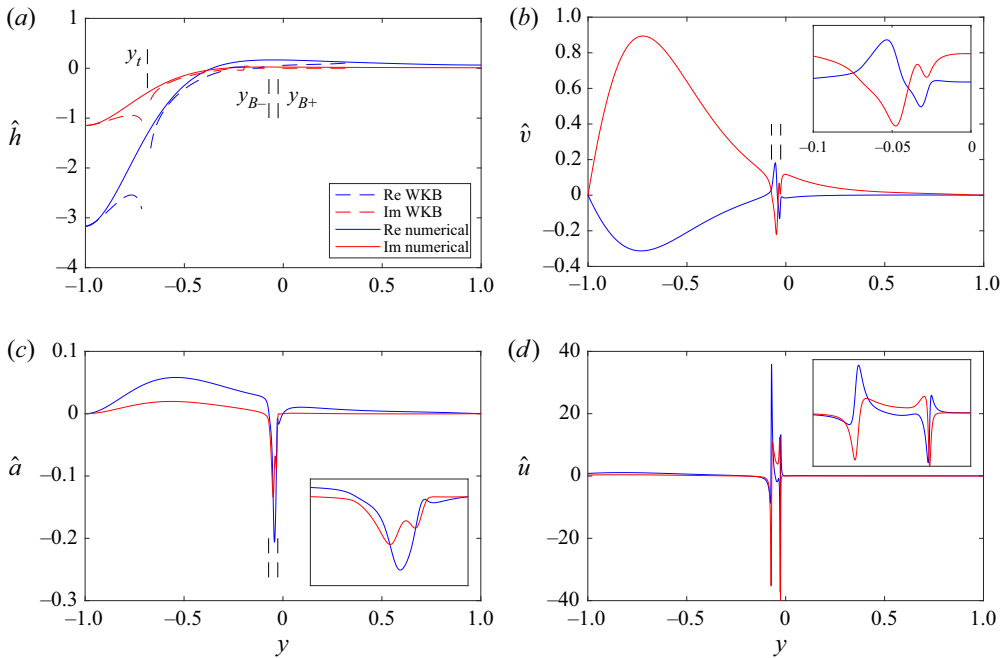 (a)
1
0
−1
−2
−3
−4
ĥ
y_t
y_B−
y_B+
Re WKB
Im WKB
Re numerical
Im numerical
−1.0 −0.5 0 0.5 1.0
(b)
1.0
0.8
0.6
0.4
0.2
0
−0.2
−0.4
v̂
−0.1 −0.05 0
−1.0 −0.5 0 0.5 1.0
(c)
0.1
0
−0.1
−0.2
−0.3
â
−1.0 −0.5 0 0.5 1.0
y
(d)
40
20
0
−20
−40
û
−1.0 −0.5 0 0.5 1.0
y